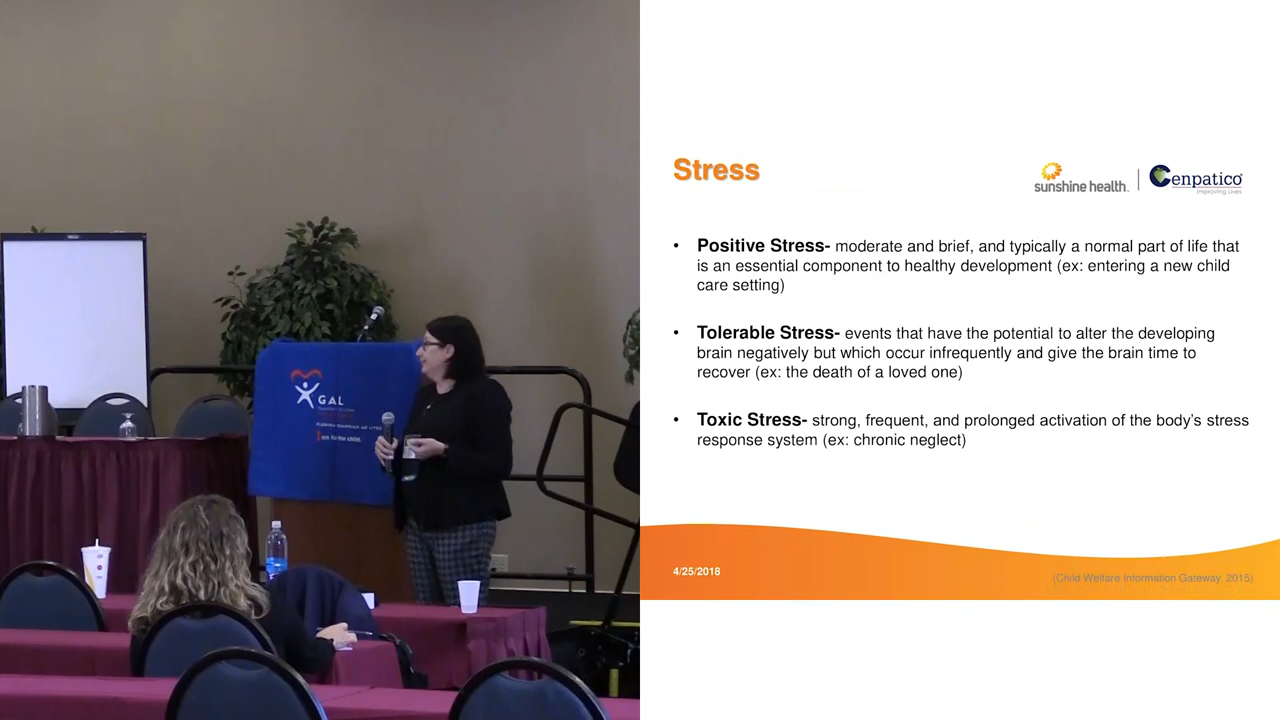 GAL
FLORIDA GUARDIAN AD LITEM
I am for the child.
Stress
sunshine health.
Cenpatico
Improving Lives
• Positive Stress- moderate and brief, and typically a normal part of life that
is an essential component to healthy development (ex: entering a new child
care setting)
• Tolerable Stress- events that have the potential to alter the developing
brain negatively but which occur infrequently and give the brain time to
recover (ex: the death of a loved one)
• Toxic Stress- strong, frequent, and prolonged activation of the body's stress
response system (ex: chronic neglect)
4/25/2018
(Child Welfare Information Gateway, 2015)